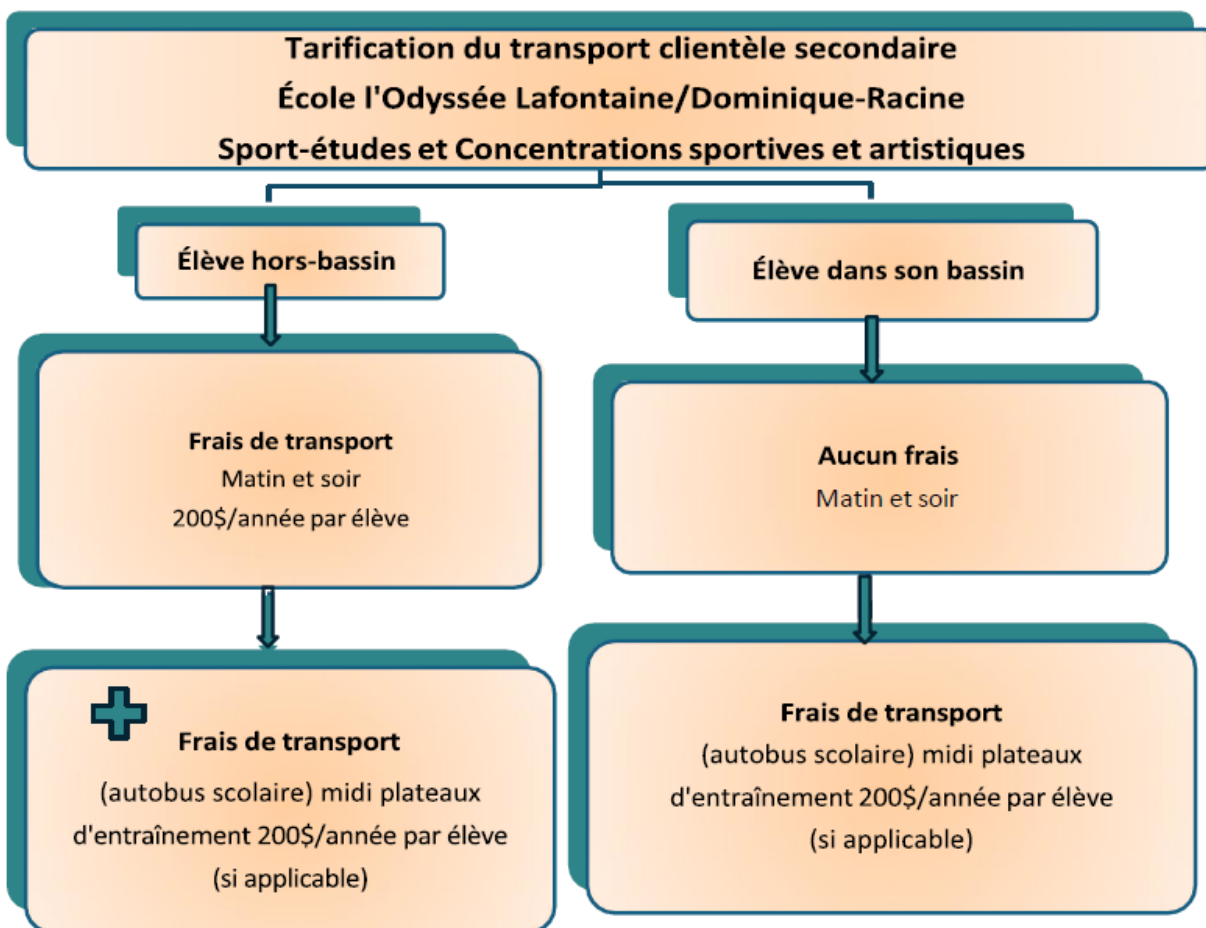 Tarification du transport clientèle secondaire
École l'Odyssée Lafontaine/Dominique-Racine
Sport-études et Concentrations sportives et artistiques
Élève hors-bassin
Élève dans son bassin
Frais de transport
Matin et soir
200$/année par élève
Aucun frais
Matin et soir
Frais de transport
(autobus scolaire) midi plateaux
d'entraînement 200$/année par élève
(si applicable)
Frais de transport
(autobus scolaire) midi plateaux
d'entraînement 200$/année par élève
(si applicable)